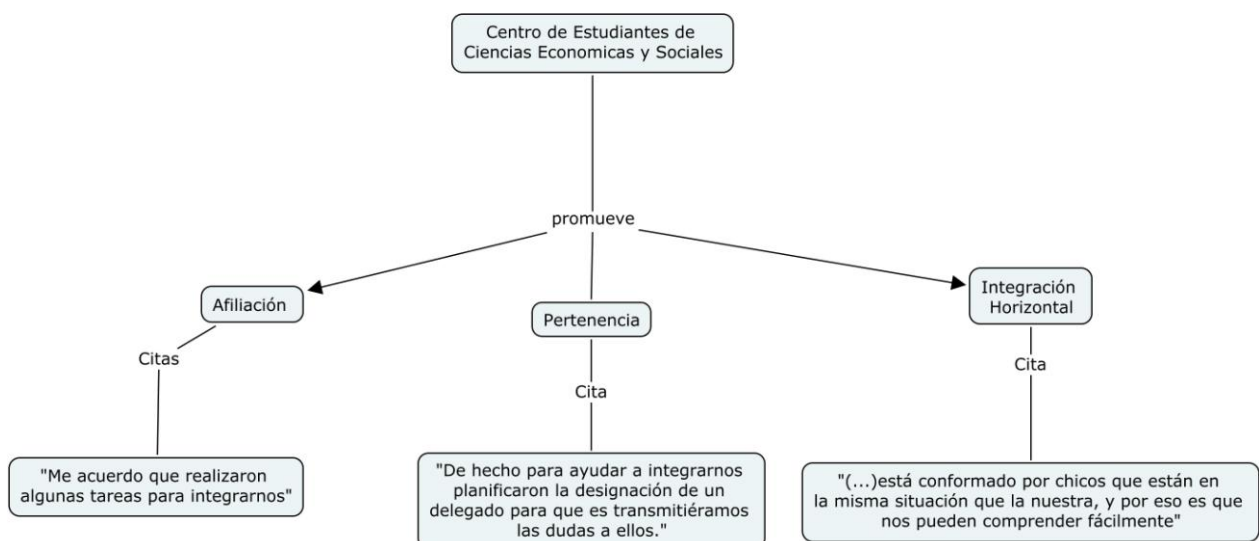 Centro de Estudiantes de
Ciencias Economicas y Sociales
promueve
Afiliación
Pertenencia
Integración
Horizontal
Citas
Cita
Cita
"Me acuerdo que realizaron
algunas tareas para integrarnos"
"De hecho para ayudar a integrarnos
planificaron la designación de un
delegado para que es transmitiéramos
las dudas a ellos."
"(...)está conformado por chicos que están en
la misma situación que la nuestra, y por eso es que
nos pueden comprender fácilmente"